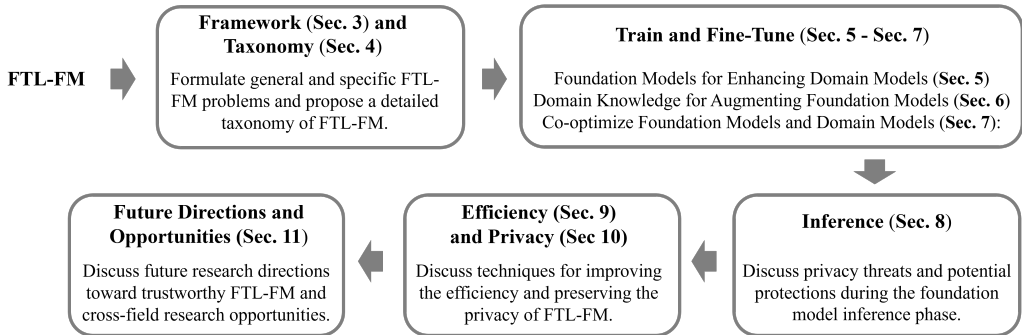 FTL-FM
Framework (Sec. 3) and
Taxonomy (Sec. 4)
Formulate general and specific FTL-
FM problems and propose a detailed
taxonomy of FTL-FM.
Train and Fine-Tune (Sec. 5 - Sec. 7)
Foundation Models for Enhancing Domain Models (Sec. 5)
Domain Knowledge for Augmenting Foundation Models (Sec. 6)
Co-optimize Foundation Models and Domain Models (Sec. 7):
Inference (Sec. 8)
Discuss privacy threats and potential
protections during the foundation
model inference phase.
Efficiency (Sec. 9)
and Privacy (Sec 10)
Discuss techniques for improving
the efficiency and preserving the
privacy of FTL-FM.
Future Directions and
Opportunities (Sec. 11)
Discuss future research directions
toward trustworthy FTL-FM and
cross-field research opportunities.